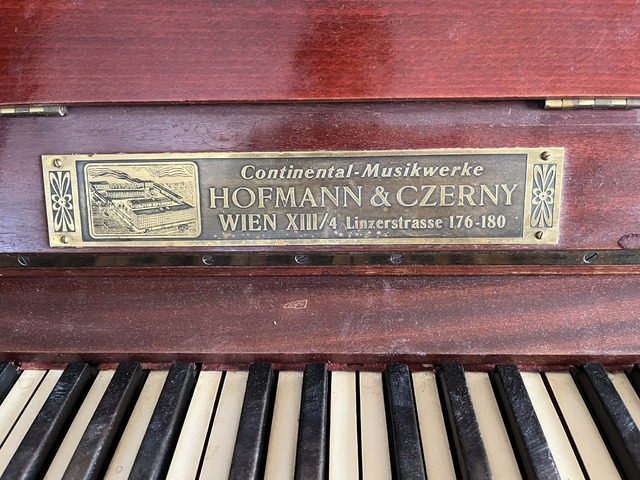 Continental-Musikwerke
HOFMANN & CZERNY
WIEN XIII/4 Linzerstrasse 176-180